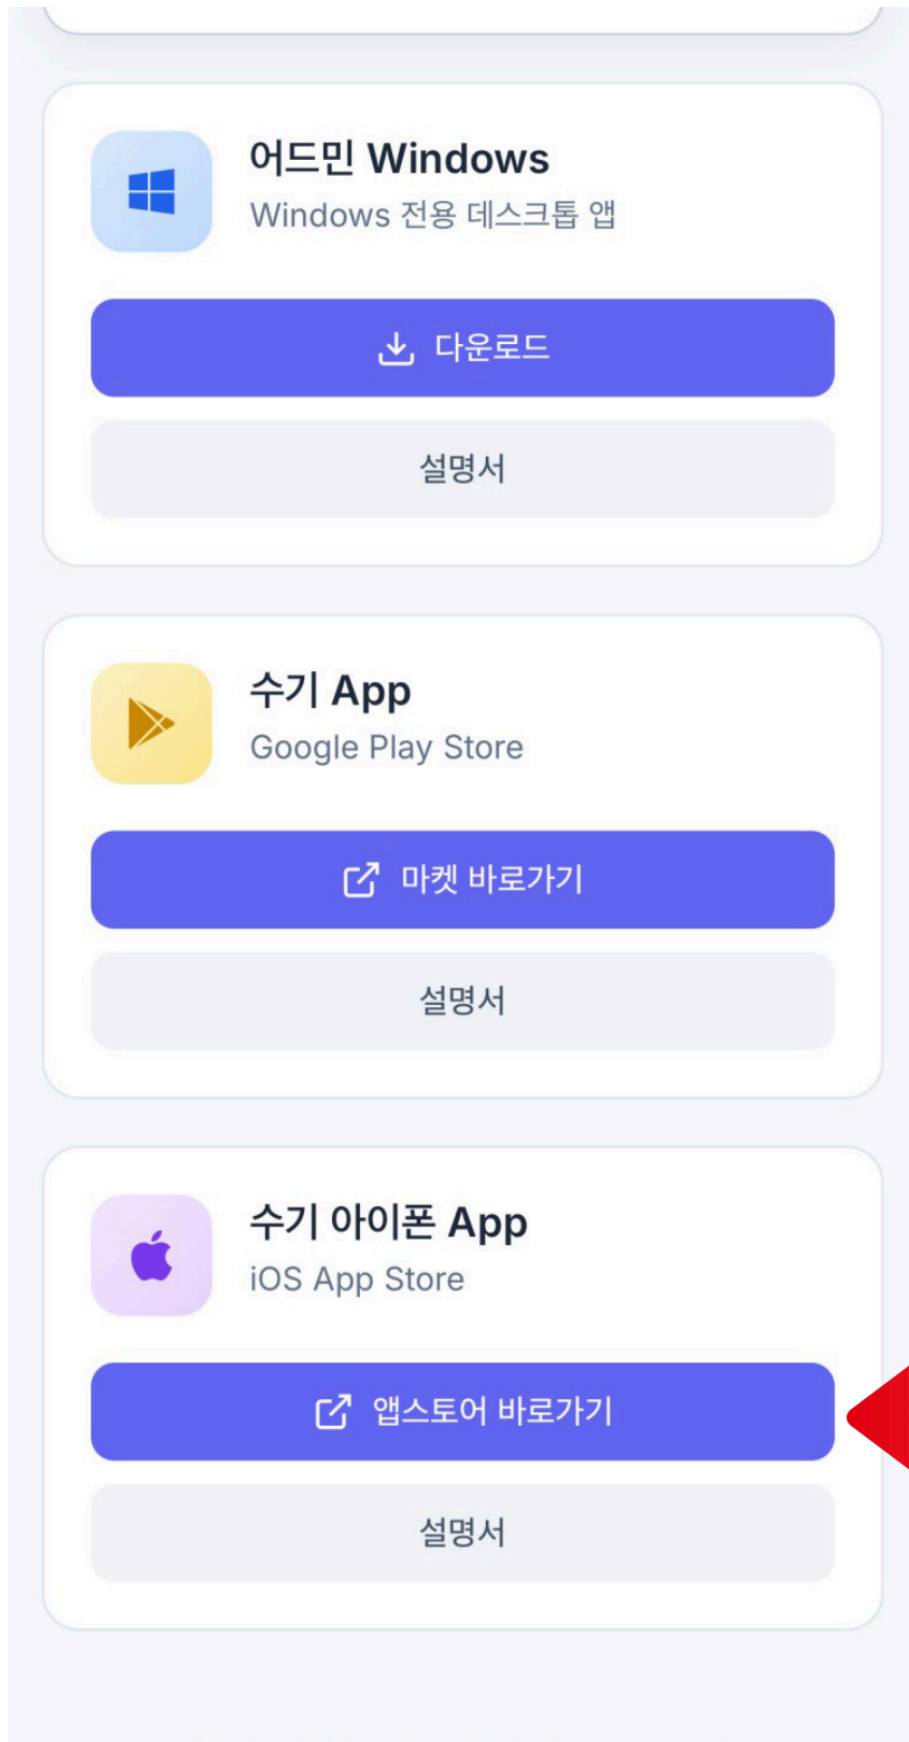 어드민 Windows
Windows 전용 데스크톱 앱
다운로드
설명서
수기 App
Google Play Store
마켓 바로가기
설명서
수기 아이폰 App
iOS App Store
앱스토어 바로가기
설명서